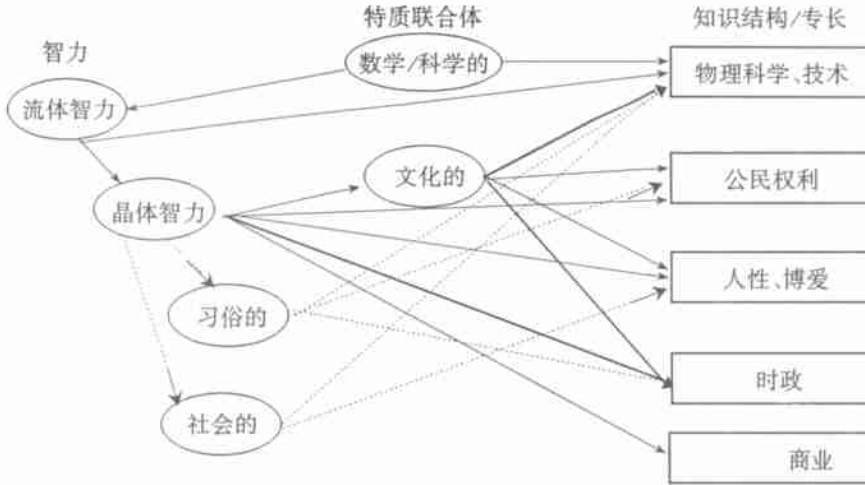 特质联合体
知识结构/专长
智力
数学/科学的
物理科学、技术
流体智力
文化的
公民权利
晶体智力
人性、博爱
习俗的
时政
社会的
商业